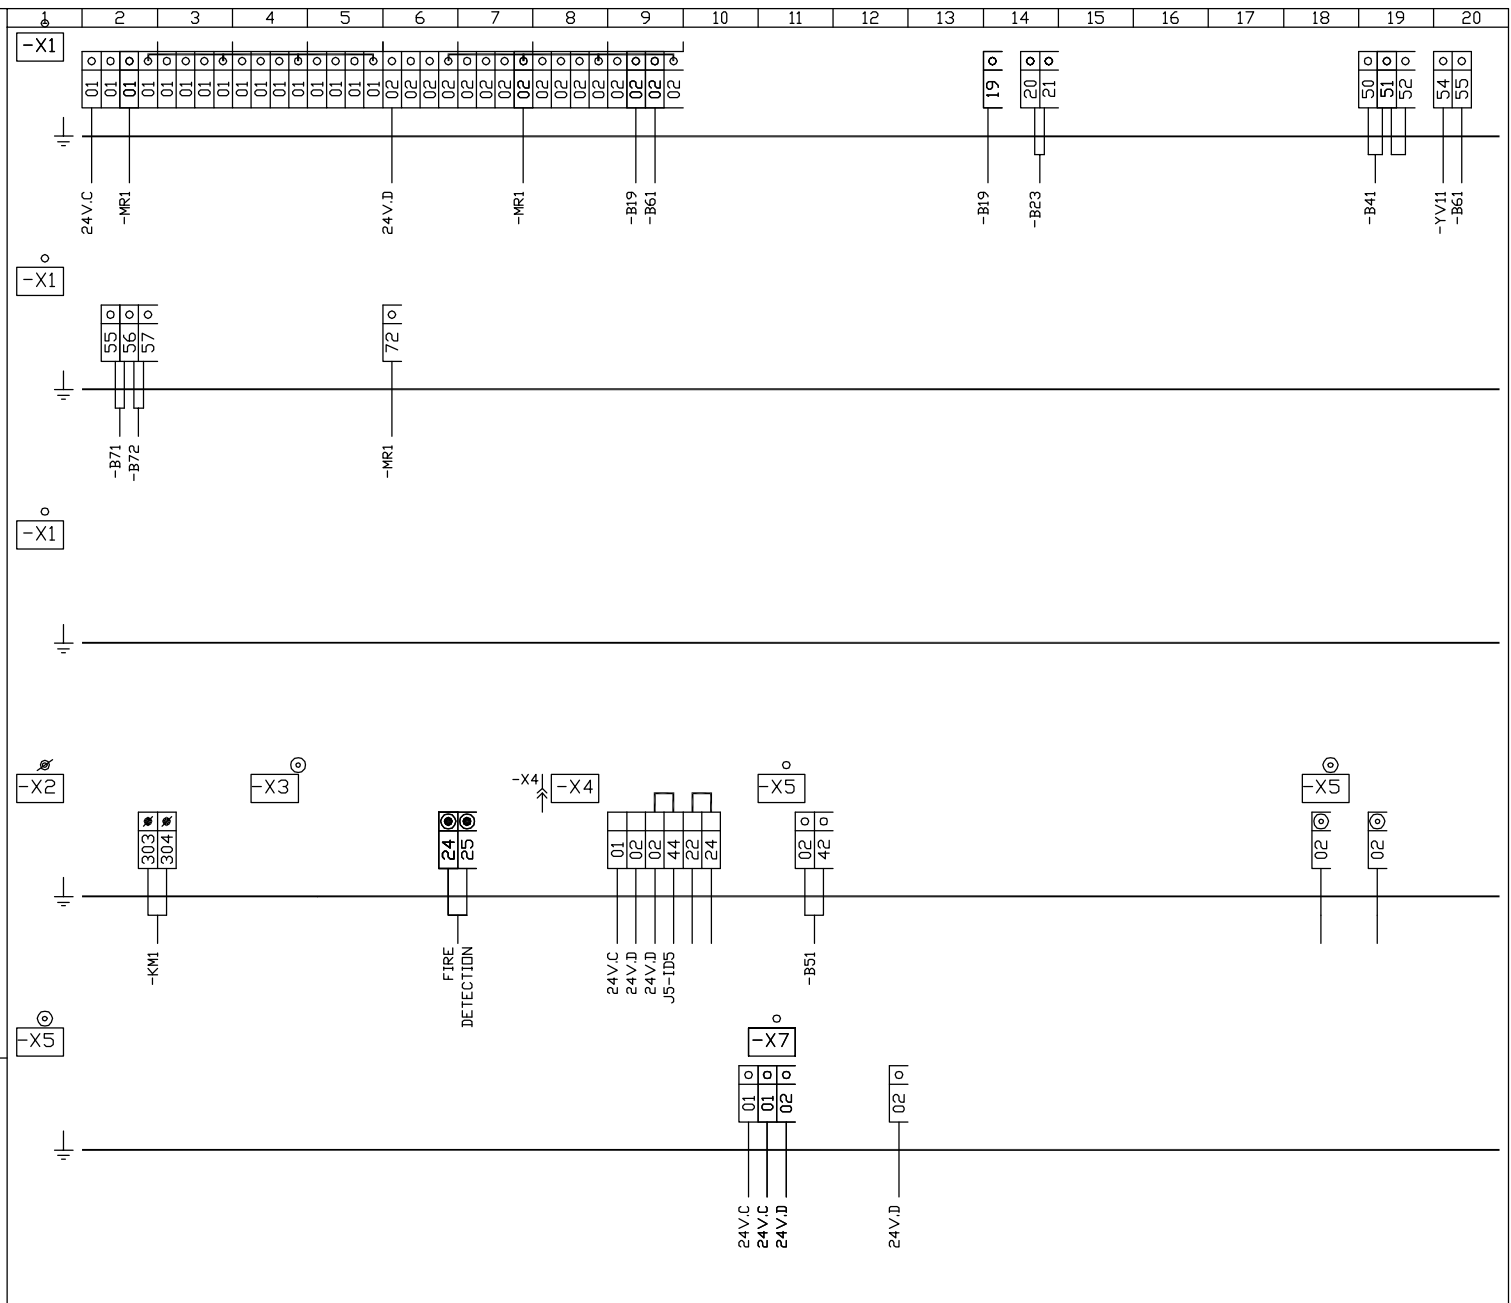 1 2 3 4 5 6 7 8 9 10 11 12 13 14 15 16 17 18 19 20
-X1
01 01 01 01 01 01 01 01 01 01 01 01 01 01 01 01 02 02 02 02 02 02 02 02 02 02 02 02 02 02 02 02 19 20 21 50 51 52 54 55
24V.C -MR1 24V.D -MR1 -B19 -B61 -B19 -B23 -B41 -YV11 -B61
-X1
55 56 57 72
-B71 -B72 -MR1
-X1
-X2 -X3 -X4 -X4 -X5 -X5
303 304 24 25 01 02 02 44 22 24 02 42 02 02
-KM1 FIRE DETECTION 24V.C 24V.D 24V.D J5-ID5 -B51
-X5 -X7
01 01 02 02
24V.C 24V.C 24V.D 24V.D